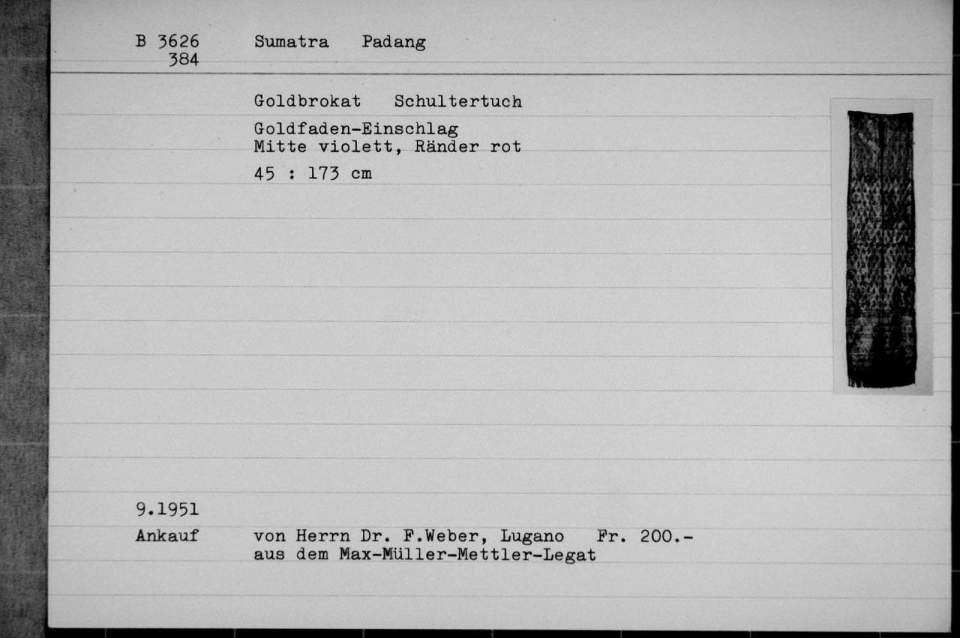 B 3626 Sumatra Padang
384
Goldbrokat Schultertuch
Goldfaden-Einschlag
Mitte violett, Ränder rot
45 : 173 cm
9.1951
Ankauf von Herrn Dr. F.Weber, Lugano Fr. 200.-
aus dem Max-Müller-Mettler-Legat